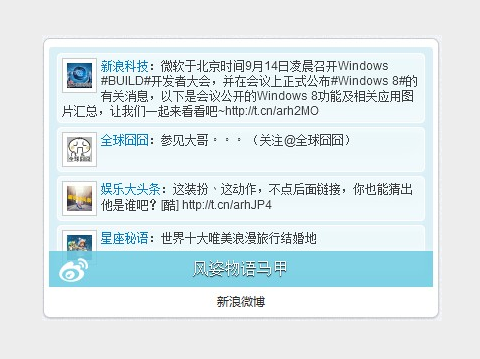 新浪科技：微软于北京时间9月14日凌晨召开Windows
#BUILD#开发者大会，并在会议上正式公布#Windows 8#的
有关消息，以下是会议公开的Windows 8功能及相关应用图
片汇总，让我们一起来看看吧~http://t.cn/arh2MO
全球囧囧：参见大哥。。。（关注@全球囧囧）
全球囧囧
娱乐大头条：这装扮、这动作，不点后面链接，你也能猜出
他是谁吧？[酷] http://t.cn/arhJP4
星座秘语：世界十大唯美浪漫旅行结婚地
风姿物语马甲
新浪微博